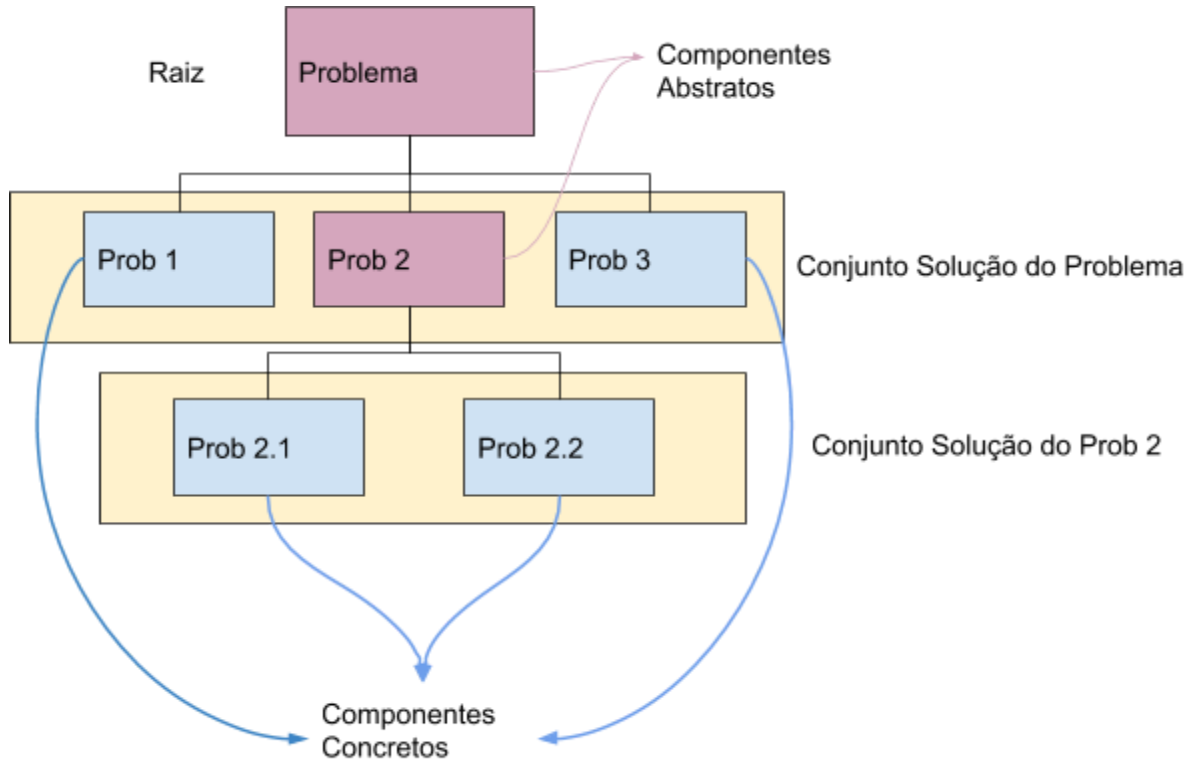 Raiz
Problema
Componentes
Abstratos
Prob 1
Prob 2
Prob 3
Conjunto Solução do Problema
Prob 2.1
Prob 2.2
Conjunto Solução do Prob 2
Componentes
Concretos